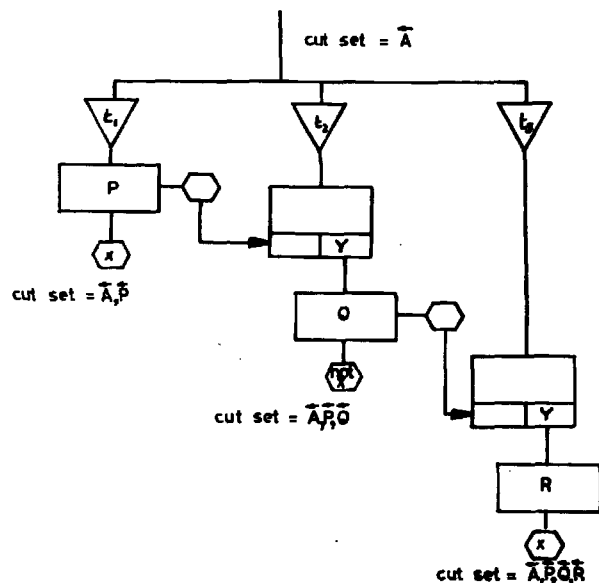 cut set = A
t₁
t₂
t₃
P
Y
x
cut set = A,P
Q
not x
Y
cut set = A,P,Q
R
x
cut set = A,P,Q,R